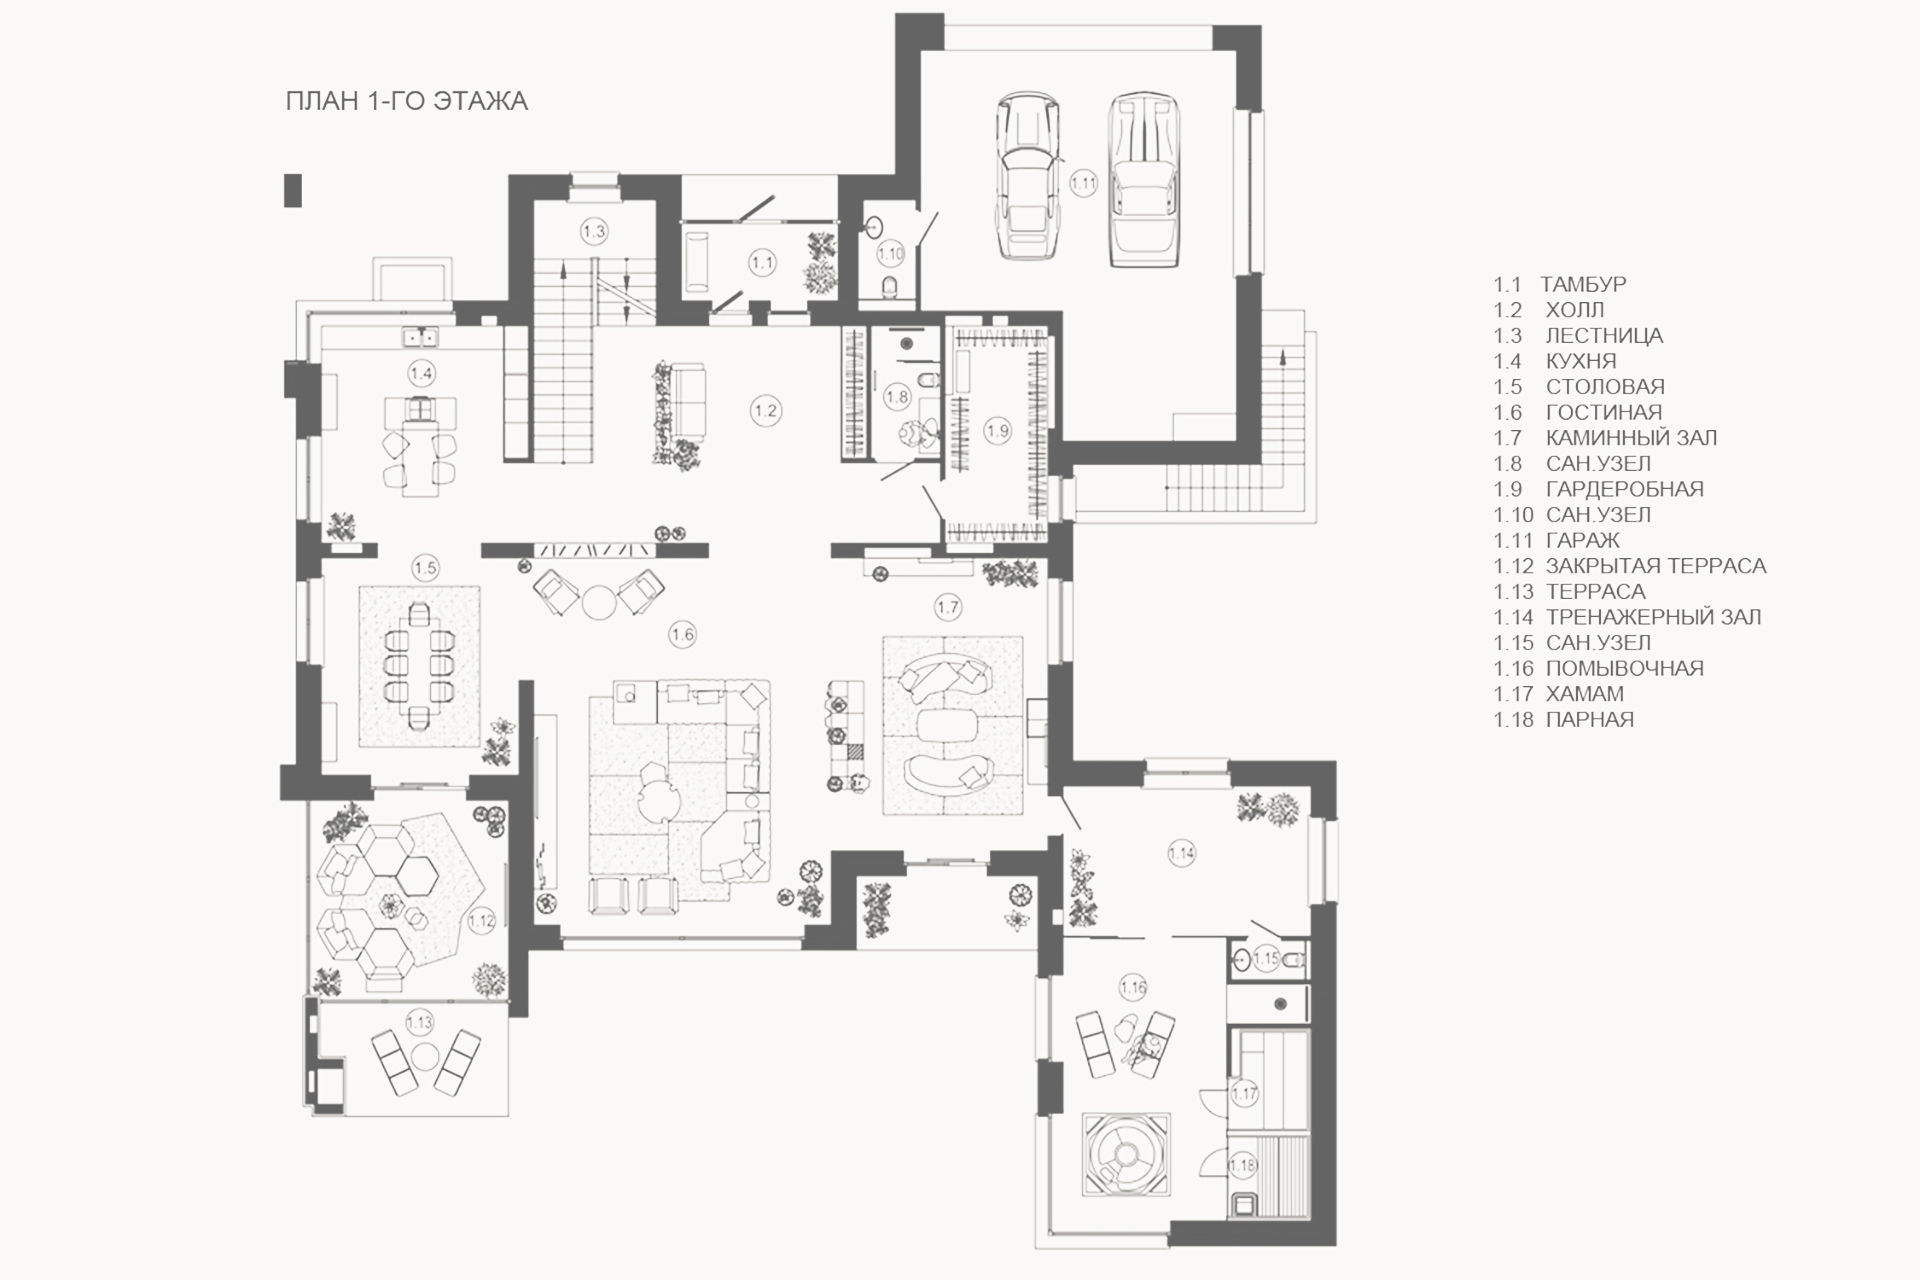 ПЛАН 1-ГО ЭТАЖА
1.11
1.3
1.1
1.10
1.4
1.2
1.8
1.9
1.5
1.7
1.6
1.14
1.12
1.15
1.16
1.13
1.17
1.18
1.1 ТАМБУР
1.2 ХОЛЛ
1.3 ЛЕСТНИЦА
1.4 КУХНЯ
1.5 СТОЛОВАЯ
1.6 ГОСТИНАЯ
1.7 КАМИННЫЙ ЗАЛ
1.8 САН.УЗЕЛ
1.9 ГАРДЕРОБНАЯ
1.10 САН.УЗЕЛ
1.11 ГАРАЖ
1.12 ЗАКРЫТАЯ ТЕРРАСА
1.13 ТЕРРАСА
1.14 ТРЕНАЖЕРНЫЙ ЗАЛ
1.15 САН.УЗЕЛ
1.16 ПОМЫВОЧНАЯ
1.17 ХАМАМ
1.18 ПАРНАЯ